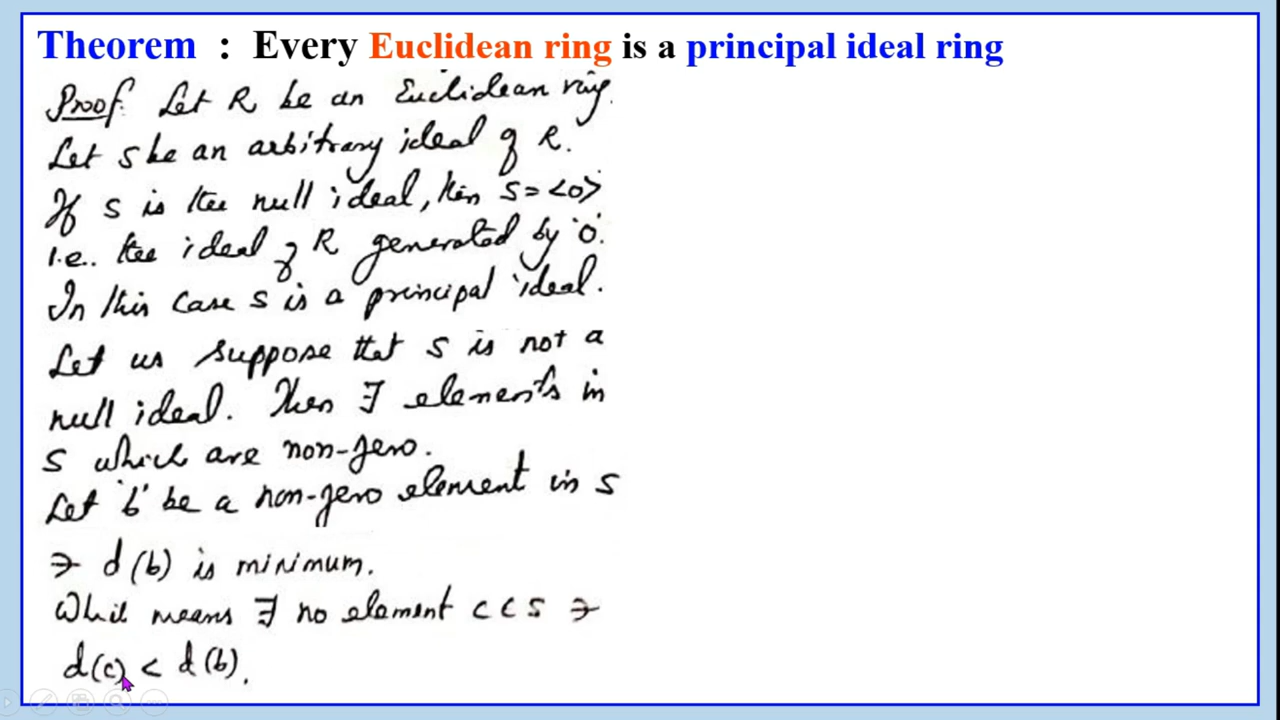 Theorem : Every Euclidean ring is a principal ideal ring
Proof. Let R be an Euclidean ring.
Let S be an arbitrary ideal of R.
If S is the null ideal, then S = <0>
i.e.. the ideal of R generated by '0'.
In this case S is a principal ideal.
Let us suppose that S is not a
null ideal. Then ∃ elements in
S which are non-zero.
Let 'b' be a non-zero element in S
∋ d(b) is minimum.
Which means ∃ no element c ∈ S ∋
d(c) < d(b).